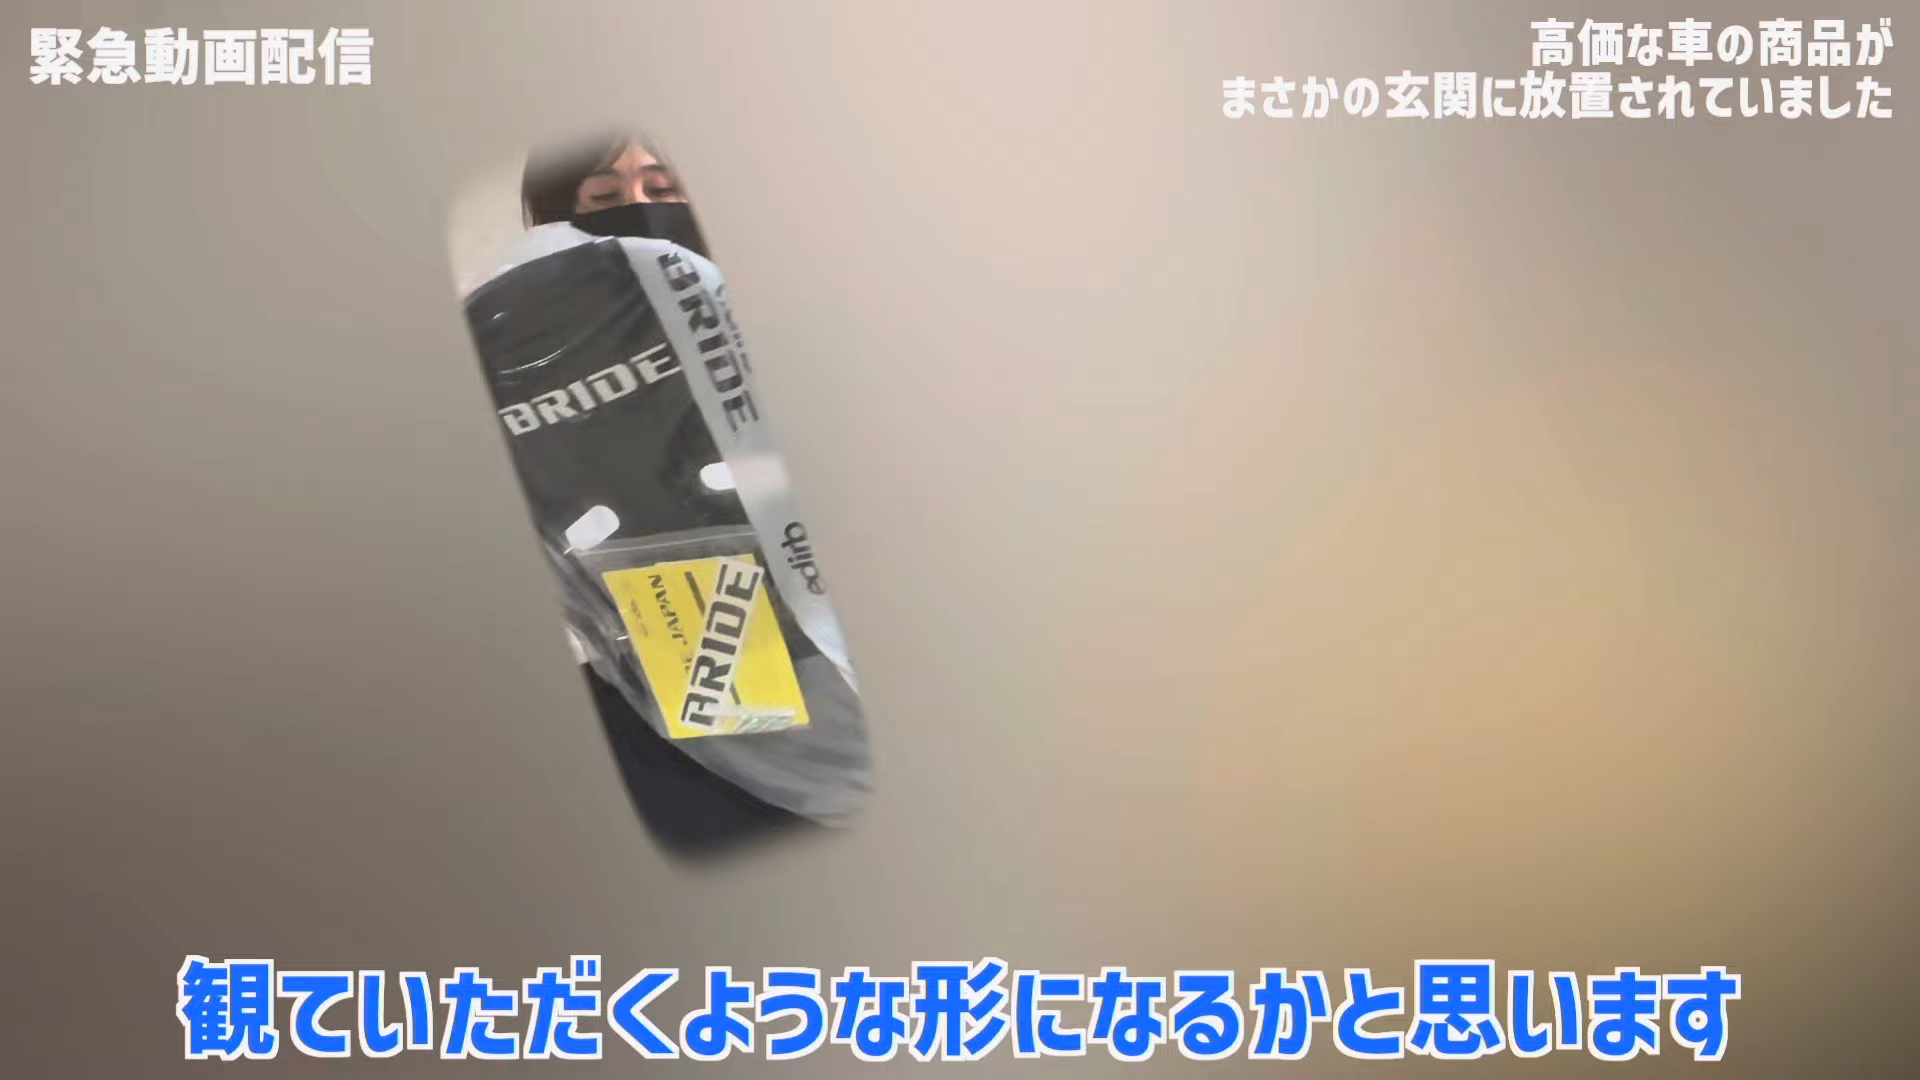 緊急動画配信
高価な車の商品が
まさかの玄関に放置されていました
BRIDE
BRIDE
edirb
JAPAN
BRIDE
観ていただくような形になるかと思います